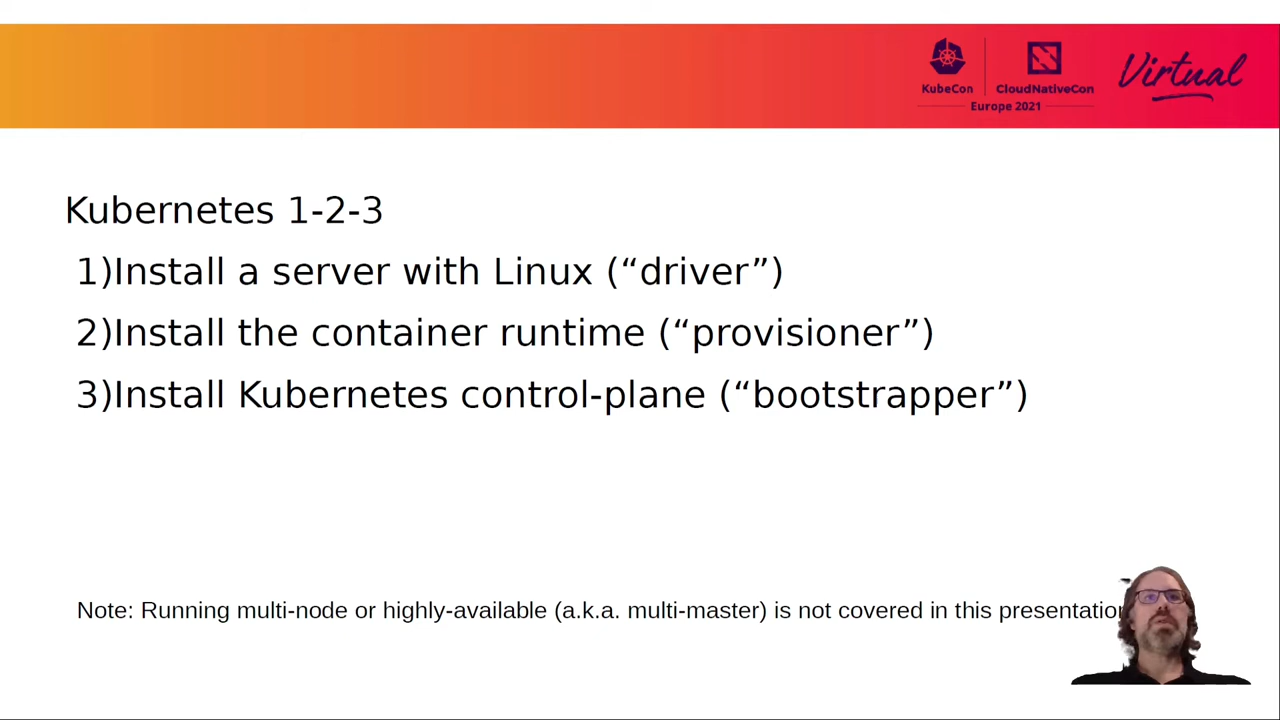 KubeCon
CloudNativeCon
Europe 2021
Virtual
Kubernetes 1-2-3
1)Install a server with Linux (“driver”)
2)Install the container runtime (“provisioner”)
3)Install Kubernetes control-plane (“bootstrapper”)
Note: Running multi-node or highly-available (a.k.a. multi-master) is not covered in this presentation